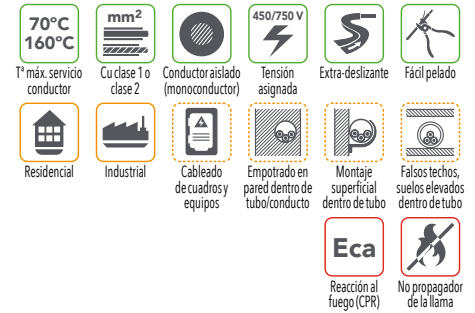 70ºC
160ºC
mm²
450/750 V
Tª máx. servicio
conductor
Cu clase 1 o
clase 2
Conductor aislado
(monoconductor)
Tensión
asignada
Extra-deslizante
Fácil pelado
Residencial
Industrial
Cableado
de cuadros y
equipos
Empotrado en
pared dentro de
tubo/conducto
Montaje
superficial
dentro de tubo
Falsos techos,
suelos elevados
dentro de tubo
Eca
Reacción al
fuego (CPR)
No propagador
de la llama